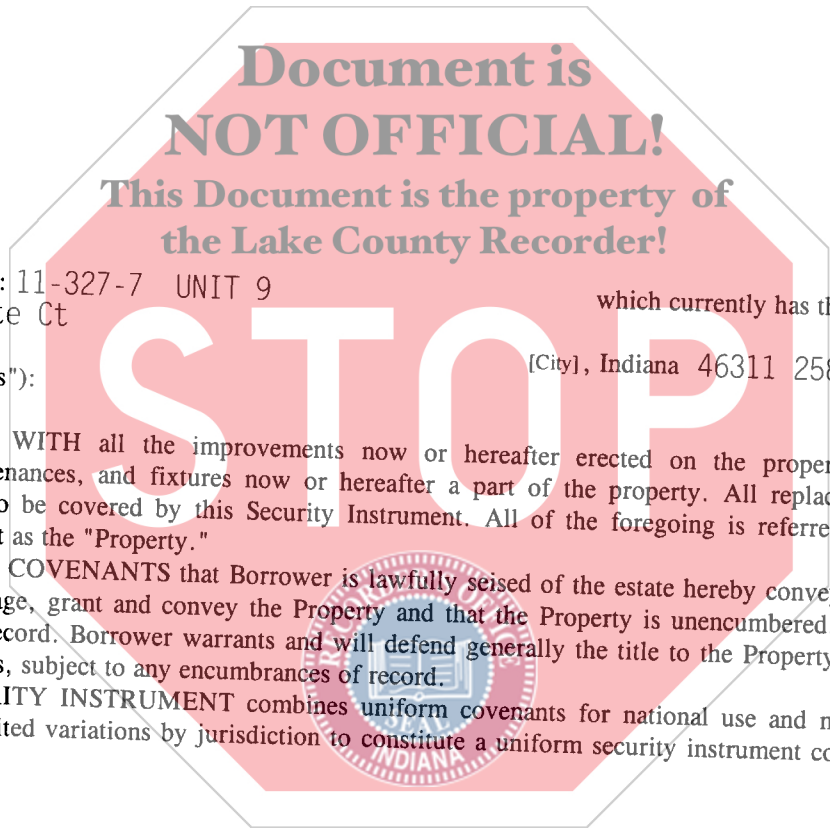 Document is
NOT OFFICIAL!
This Document is the property of
the Lake County Recorder!
: 11-327-7 UNIT 9
te Ct
which currently has th
[City], Indiana 46311 258
s"):
STOP
WITH all the improvements now or hereafter erected on the proper
enances, and fixtures now or hereafter a part of the property. All replac
o be covered by this Security Instrument. All of the foregoing is referre
t as the "Property."
COVENANTS that Borrower is lawfully seised of the estate hereby conve
age, grant and convey the Property and that the Property is unencumbered
ecord. Borrower warrants and will defend generally the title to the Property
s, subject to any encumbrances of record.
RITY INSTRUMENT combines uniform covenants for national use and n
ited variations by jurisdiction to constitute a uniform security instrument co
RECORDER'S OFFICE
SEAL
INDIANA